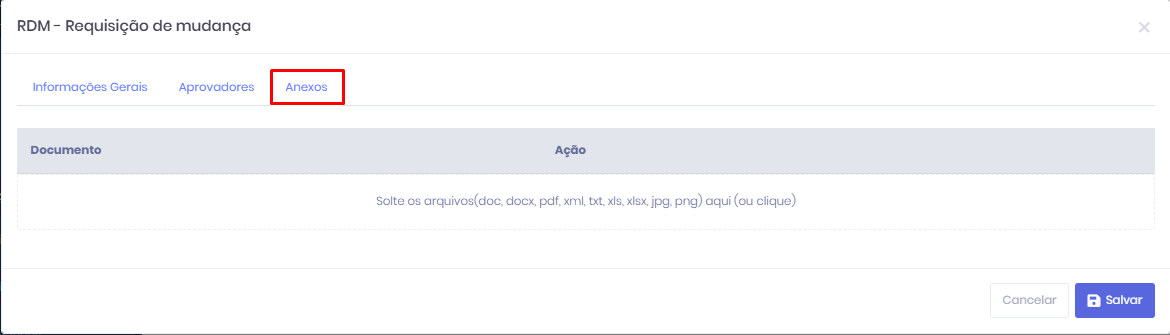 RDM - Requisição de mudança
Informações Gerais Aprovadores Anexos
Documento Ação
Solte os arquivos(doc, docx, pdf, xml, txt, xls, xlsx, jpg, png) aqui (ou clique)
Cancelar Salvar